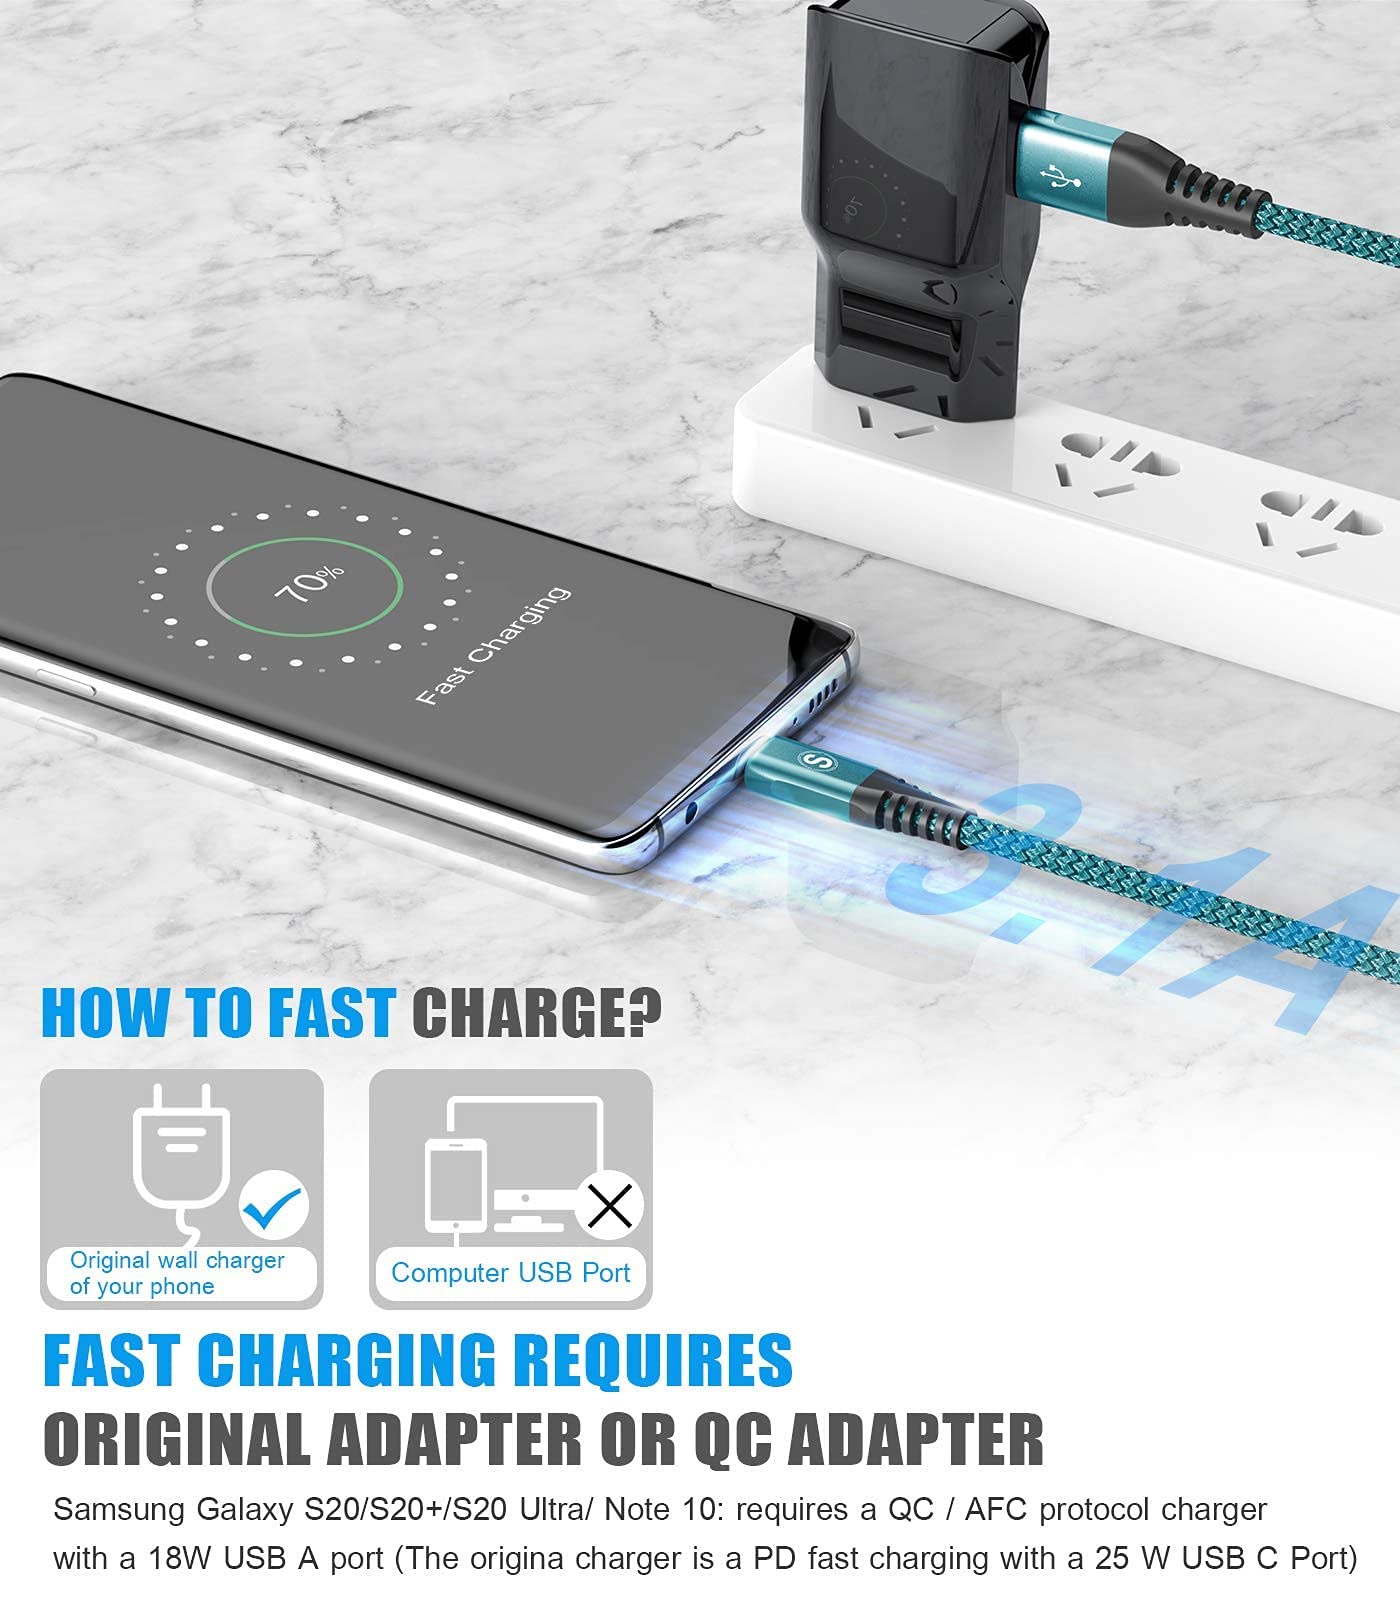 70%
Fast Charging
70%
S
3.1A
HOW TO FAST CHARGE?
Original wall charger
of your phone
Computer USB Port
FAST CHARGING REQUIRES
ORIGINAL ADAPTER OR QC ADAPTER
Samsung Galaxy S20/S20+/S20 Ultra/ Note 10: requires a QC / AFC protocol charger
with a 18W USB A port (The origina charger is a PD fast charging with a 25 W USB C Port)